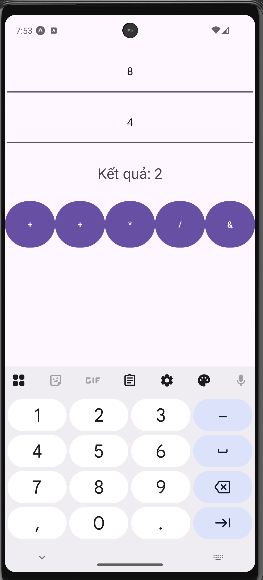 7:53
8
4
Kết quả: 2
+ + * / &
GIF
1 2 3 –
4 5 6
7 8 9
, 0 .